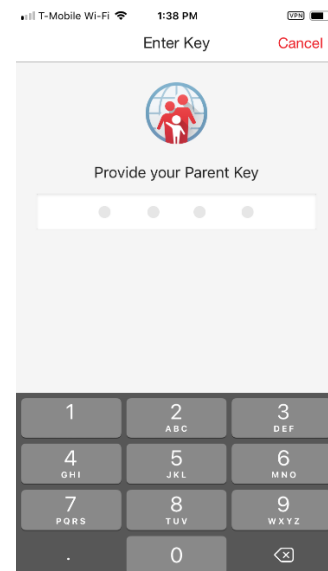 T-Mobile Wi-Fi 1:38 PM VPN
Enter Key Cancel
Provide your Parent Key
1 2 3
ABC DEF
4 5 6
GHI JKL MNO
7 8 9
PQRS TUV WXYZ
. 0